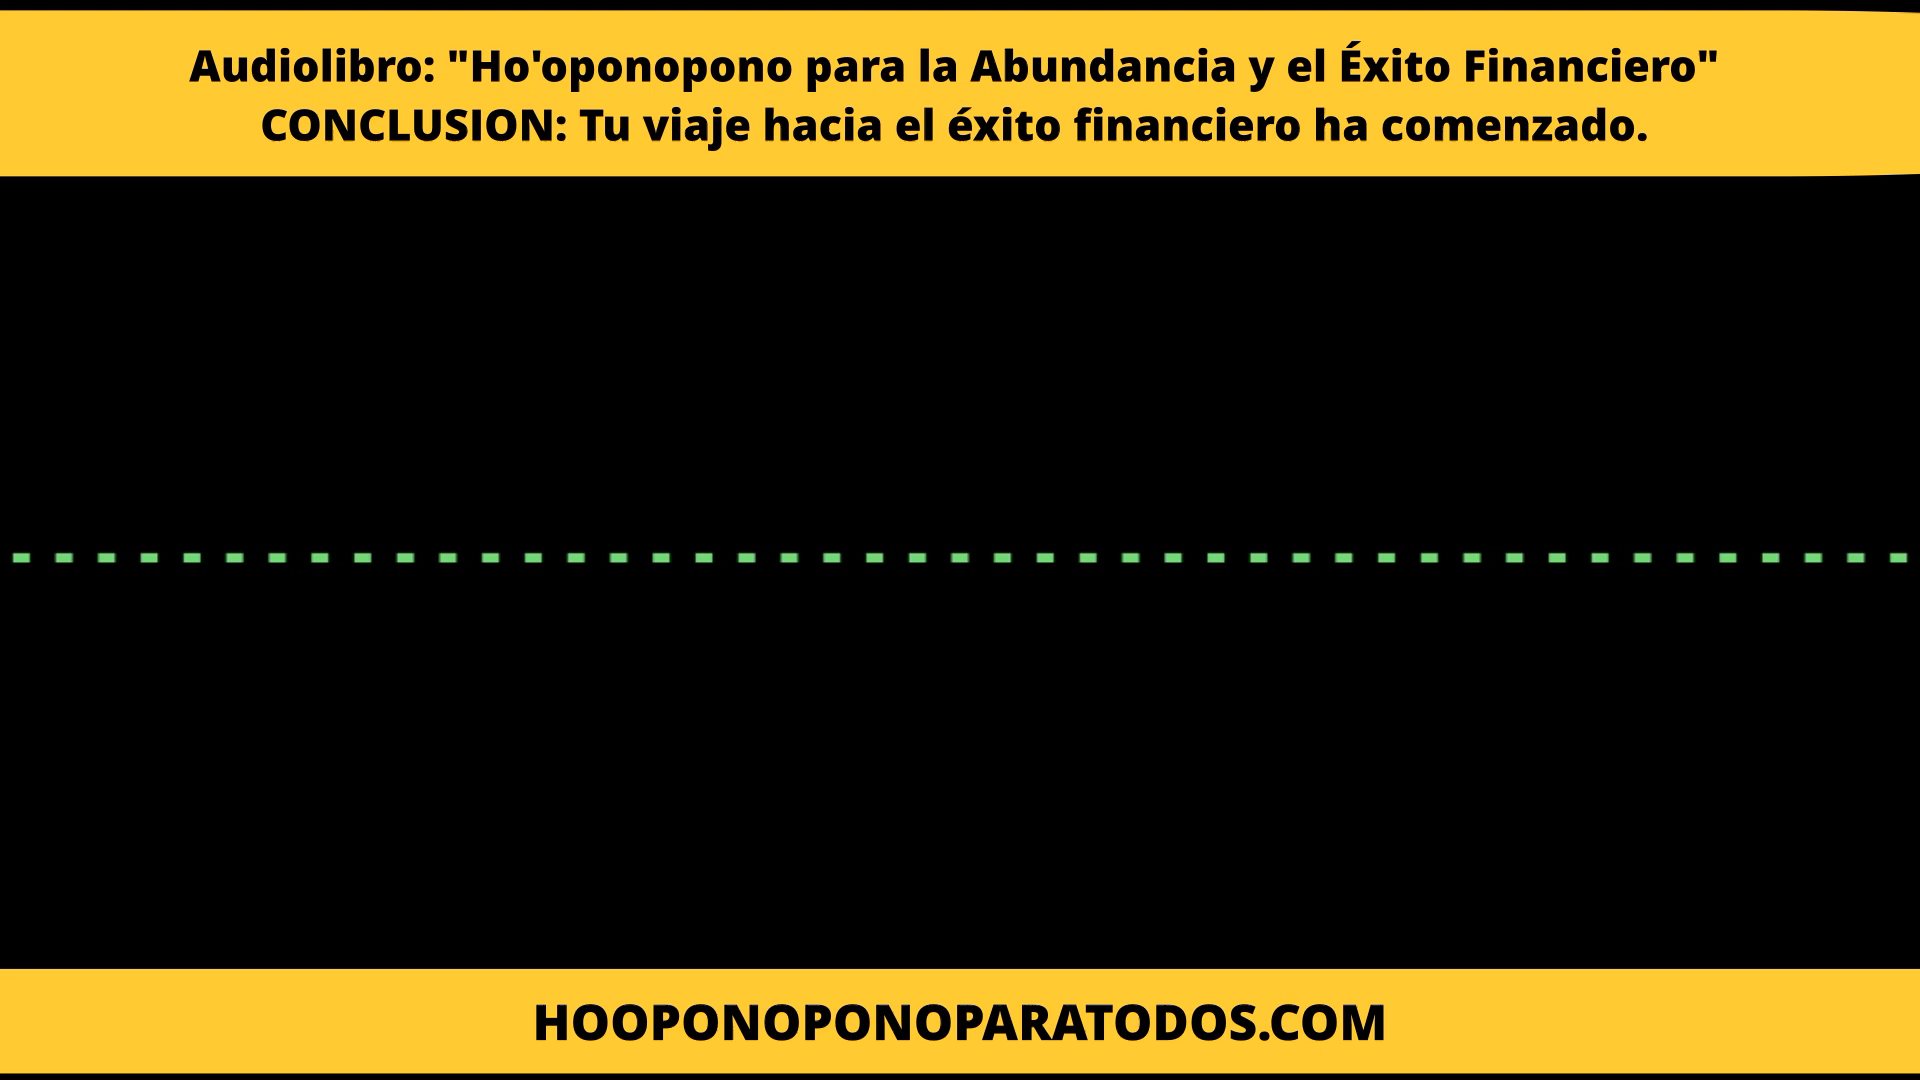 Audiolibro: "Ho'oponopono para la Abundancia y el Éxito Financiero"
CONCLUSION: Tu viaje hacia el éxito financiero ha comenzado.
HOOPONOPONOPARATODOS.COM